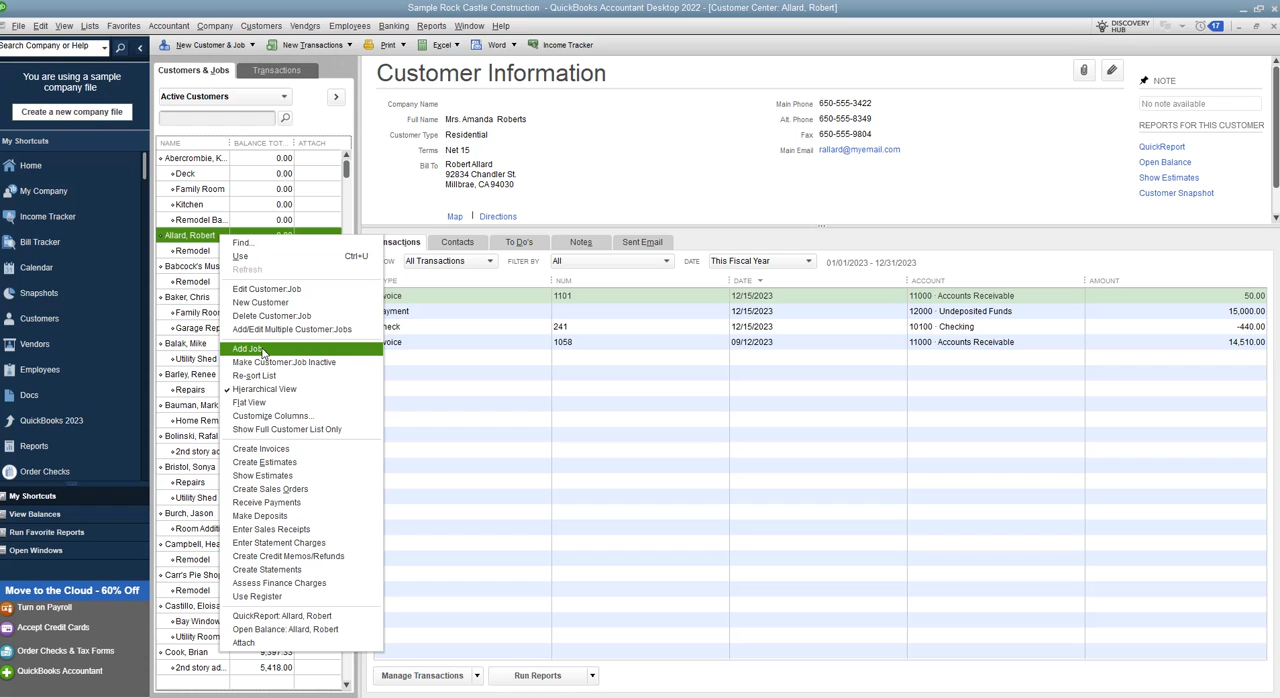 Sample Rock Castle Construction - QuickBooks Accountant Desktop 2022 - [Customer Center: Allard, Robert]
File Edit View Lists Favorites Accountant Company Customers Vendors Employees Banking Reports Window Help
DISCOVERY HUB 17
Search Company or Help
New Customer & Job New Transactions Print Excel Word Income Tracker
You are using a sample
company file
Create a new company file
My Shortcuts
Home
My Company
Income Tracker
Bill Tracker
Calendar
Snapshots
Customers
Vendors
Employees
Docs
QuickBooks 2023
Reports
Order Checks
My Shortcuts
View Balances
Run Favorite Reports
Open Windows
Move to the Cloud - 60% Off
Turn on Payroll
Accept Credit Cards
Order Checks & Tax Forms
QuickBooks Accountant
Customers & Jobs Transactions
Active Customers
NAME BALANCE TOT... ATTACH
Abercrombie, K... 0.00
Deck 0.00
Family Room 0.00
Kitchen 0.00
Remodel Ba... 0.00
Allard, Robert 0.00
Remodel
Babcock's Mus
Remodel
Baker, Chris
Family Room
Garage Rep
Balak, Mike
Utility Shed
Barley, Renee
Repairs
Bauman, Mark
Home Rem
Bolinski, Rafal
2nd story ad
Bristol, Sonya
Repairs
Utility Shed
Burch, Jason
Room Additi
Campbell, Hea
Remodel
Carr's Pie Shop
Remodel
Castillo, Eloisa
Bay Window
Utility Room
Cook, Brian 9,397.33
2nd story ad... 5,418.00
Find...
Use Ctrl+U
Refresh
Edit Customer:Job
New Customer
Delete Customer:Job
Add/Edit Multiple Customer:Jobs
Add Job
Make Customer:Job Inactive
Re-sort List
Hierarchical View
Flat View
Customize Columns...
Show Full Customer List Only
Create Invoices
Create Estimates
Show Estimates
Create Sales Orders
Receive Payments
Make Deposits
Enter Sales Receipts
Enter Statement Charges
Create Credit Memos/Refunds
Create Statements
Assess Finance Charges
Use Register
QuickReport: Allard, Robert
Open Balance: Allard, Robert
Attach
Customer Information
Company Name
Full Name Mrs. Amanda Roberts
Customer Type Residential
Terms Net 15
Bill To Robert Allard
92834 Chandler St.
Millbrae, CA 94030
Map | Directions
Main Phone 650-555-3422
Alt. Phone 650-555-8349
Fax 650-555-9804
Main Email rallard@myemail.com
NOTE
No note available
REPORTS FOR THIS CUSTOMER
QuickReport
Open Balance
Show Estimates
Customer Snapshot
nsactions Contacts To Do's Notes Sent Email
OW All Transactions FILTER BY All DATE This Fiscal Year 01/01/2023 - 12/31/2023
YPE NUM DATE ACCOUNT AMOUNT
voice 1101 12/15/2023 11000 · Accounts Receivable 50.00
ayment 12/15/2023 12000 · Undeposited Funds 15,000.00
heck 241 12/15/2023 10100 · Checking -440.00
voice 1058 09/12/2023 11000 · Accounts Receivable 14,510.00
Manage Transactions Run Reports